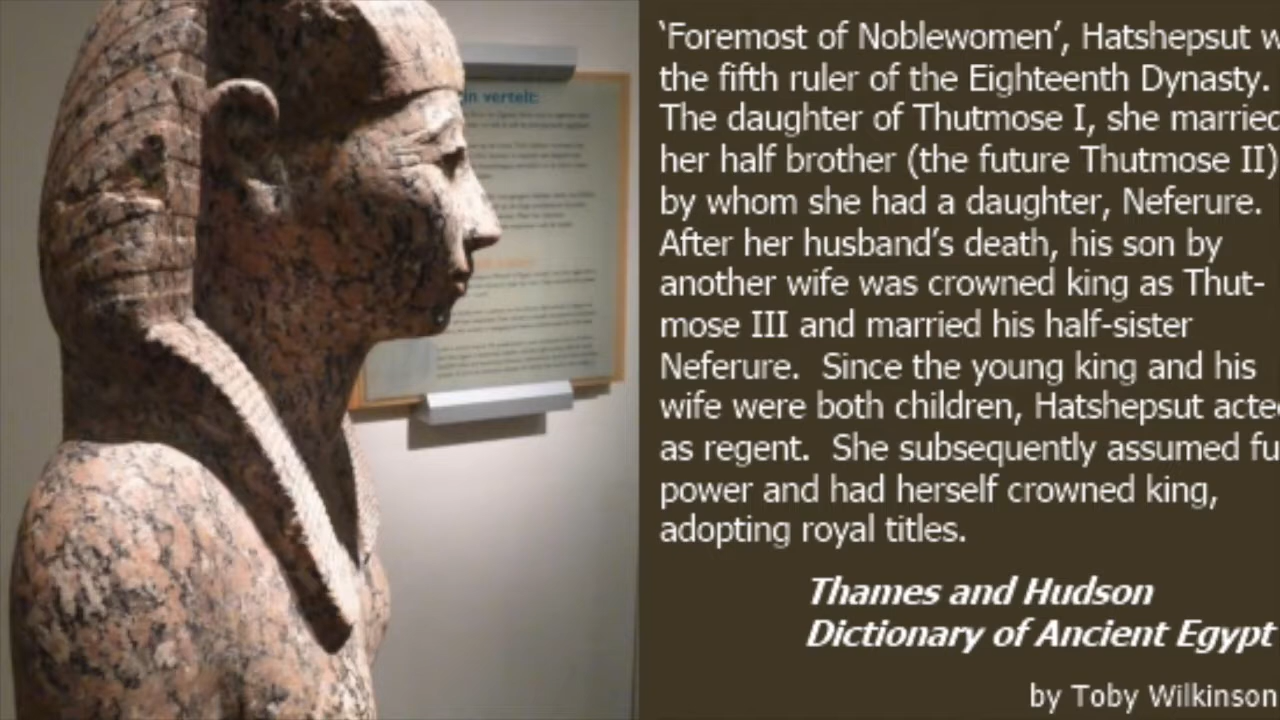 in vertelt:
‘Foremost of Noblewomen’, Hatshepsut w
the fifth ruler of the Eighteenth Dynasty.
The daughter of Thutmose I, she married
her half brother (the future Thutmose II)
by whom she had a daughter, Neferure.
After her husband’s death, his son by
another wife was crowned king as Thut-
mose III and married his half-sister
Neferure.  Since the young king and his
wife were both children, Hatshepsut acte
as regent.  She subsequently assumed fu
power and had herself crowned king,
adopting royal titles.
Thames and Hudson
Dictionary of Ancient Egypt
by Toby Wilkinson